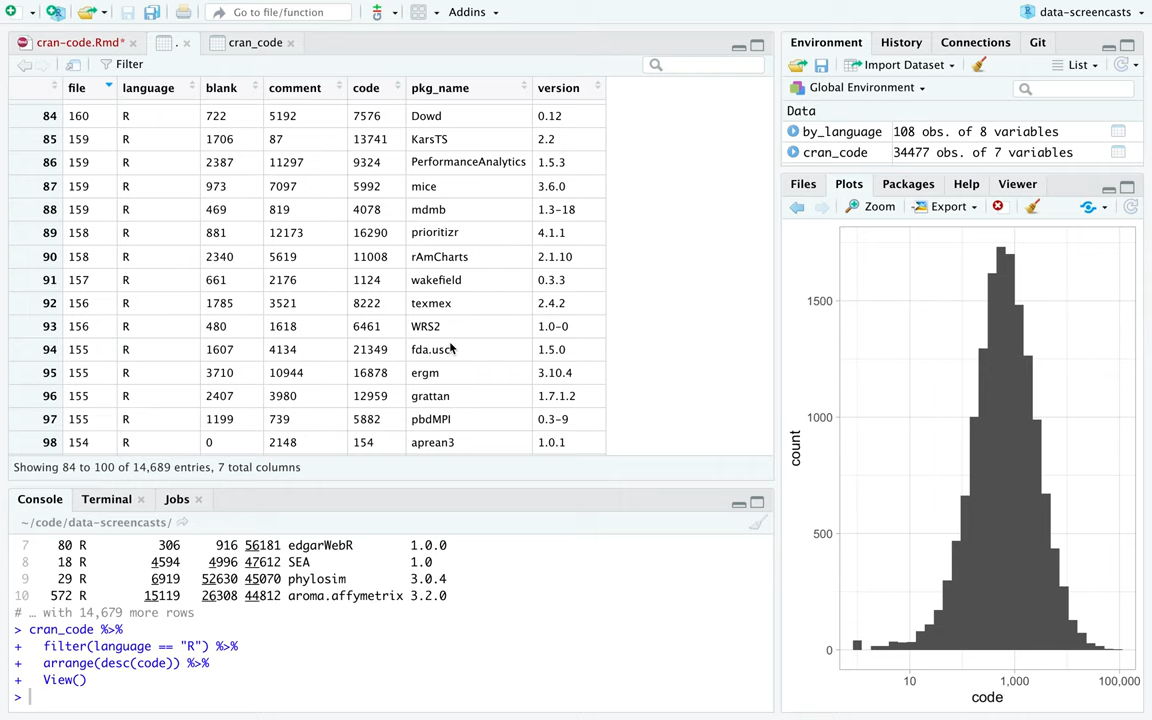 Go to file/function Addins data-screencasts
cran-code.Rmd* . cran_code
Filter
file language blank comment code pkg_name version
84 160 R 722 5192 7576 Dowd 0.12
85 159 R 1706 87 13741 KarsTS 2.2
86 159 R 2387 11297 9324 PerformanceAnalytics 1.5.3
87 159 R 973 7097 5992 mice 3.6.0
88 159 R 469 819 4078 mdmb 1.3-18
89 158 R 881 12173 16290 prioritizr 4.1.1
90 158 R 2340 5619 11008 rAmCharts 2.1.10
91 157 R 661 2176 1124 wakefield 0.3.3
92 156 R 1785 3521 8222 texmex 2.4.2
93 156 R 480 1618 6461 WRS2 1.0-0
94 155 R 1607 4134 21349 fda.usc 1.5.0
95 155 R 3710 10944 16878 ergm 3.10.4
96 155 R 2407 3980 12959 grattan 1.7.1.2
97 155 R 1199 739 5882 pbdMPI 0.3-9
98 154 R 0 2148 154 aprean3 1.0.1
Showing 84 to 100 of 14,689 entries, 7 total columns
Console Terminal Jobs
~/code/data-screencasts/
7 80 R 306 916 56181 edgarWebR 1.0.0
8 18 R 4594 4996 47612 SEA 1.0
9 29 R 6919 52630 45070 phylosim 3.0.4
10 572 R 15119 26308 44812 aroma.affymetrix 3.2.0
# … with 14,679 more rows
> cran_code %>%
+ filter(language == "R") %>%
+ arrange(desc(code)) %>%
+ View()
>
Environment History Connections Git
Import Dataset List
Global Environment
Data
by_language 108 obs. of 8 variables
cran_code 34477 obs. of 7 variables
Files Plots Packages Help Viewer
Zoom Export
1500
1000
500
0
count
10 1,000 100,000
code